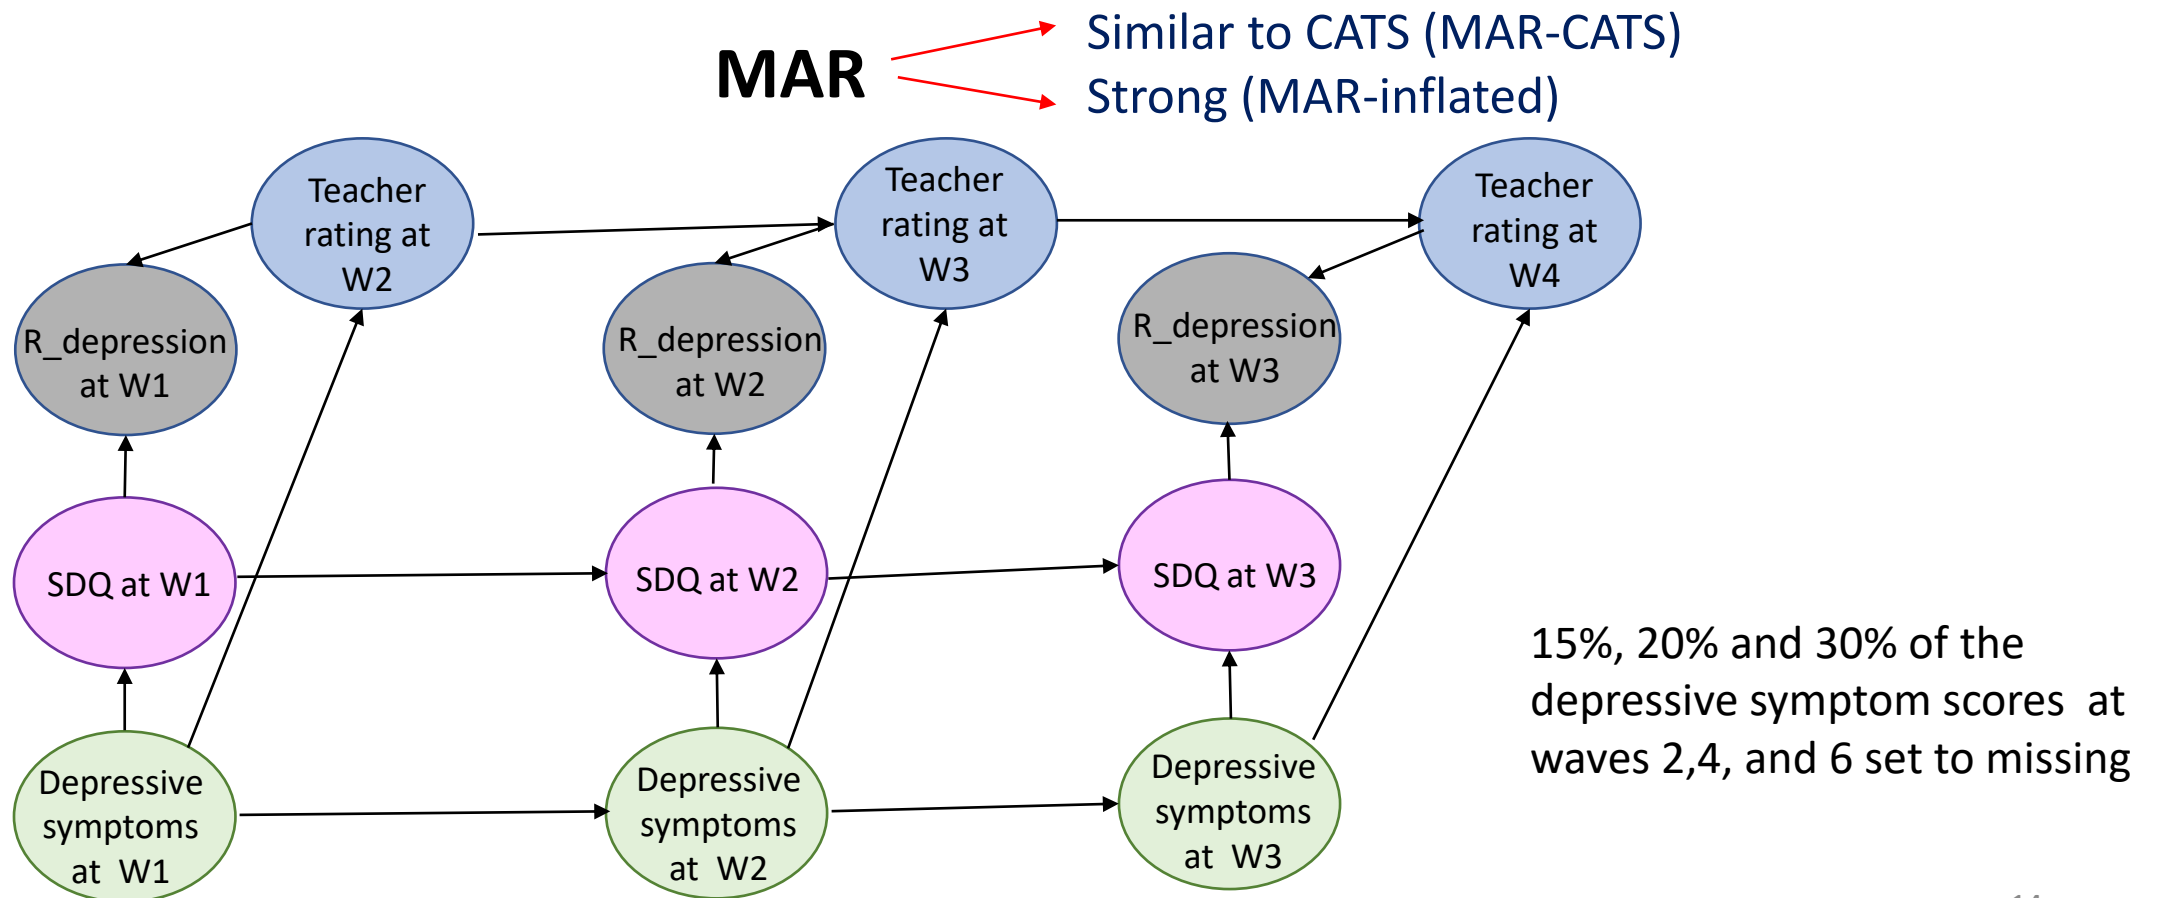 MAR
Similar to CATS (MAR-CATS)
Strong (MAR-inflated)
Teacher
rating at
W2
Teacher
rating at
W3
Teacher
rating at
W4
R_depression
at W1
R_depression
at W2
R_depression
at W3
SDQ at W1
SDQ at W2
SDQ at W3
15%, 20% and 30% of the
depressive symptom scores at
waves 2,4, and 6 set to missing
Depressive
symptoms
at W1
Depressive
symptoms
at W2
Depressive
symptoms
at W3